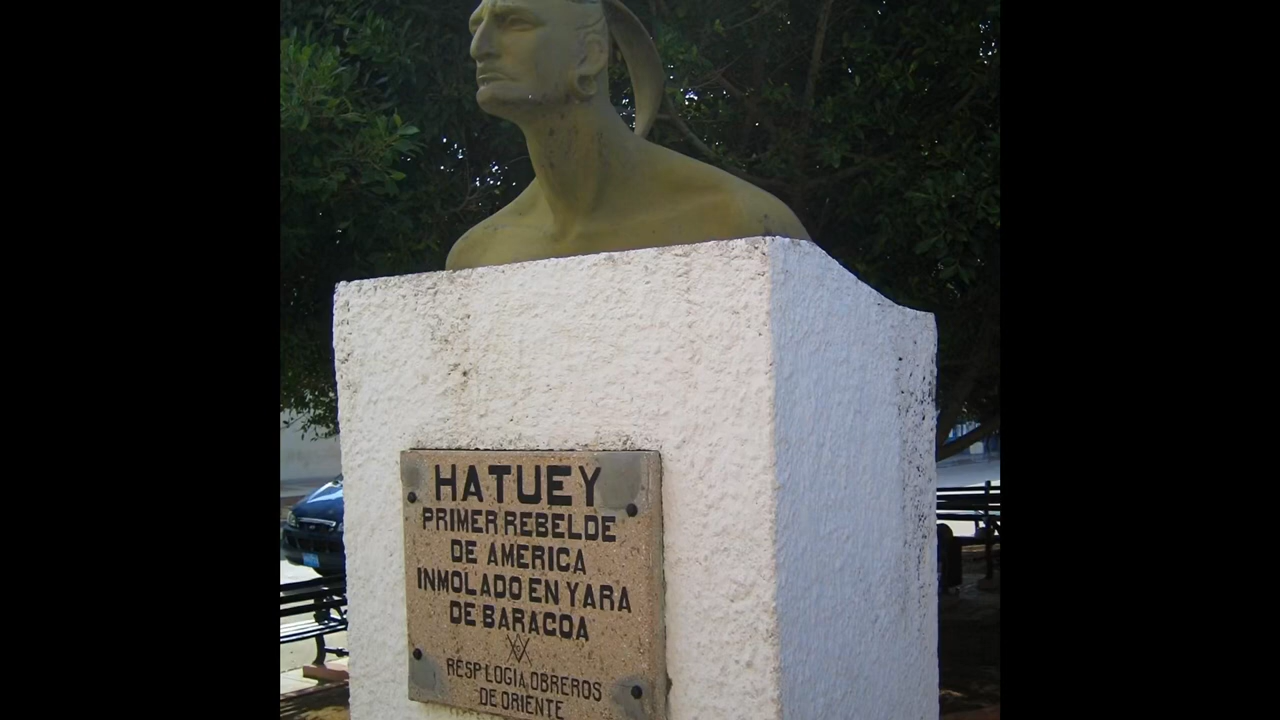 HATUEY
PRIMER REBELDE
DE AMERICA
INMOLADO EN YARA
DE BARACOA
RESP LOGIA OBREROS
DE ORIENTE